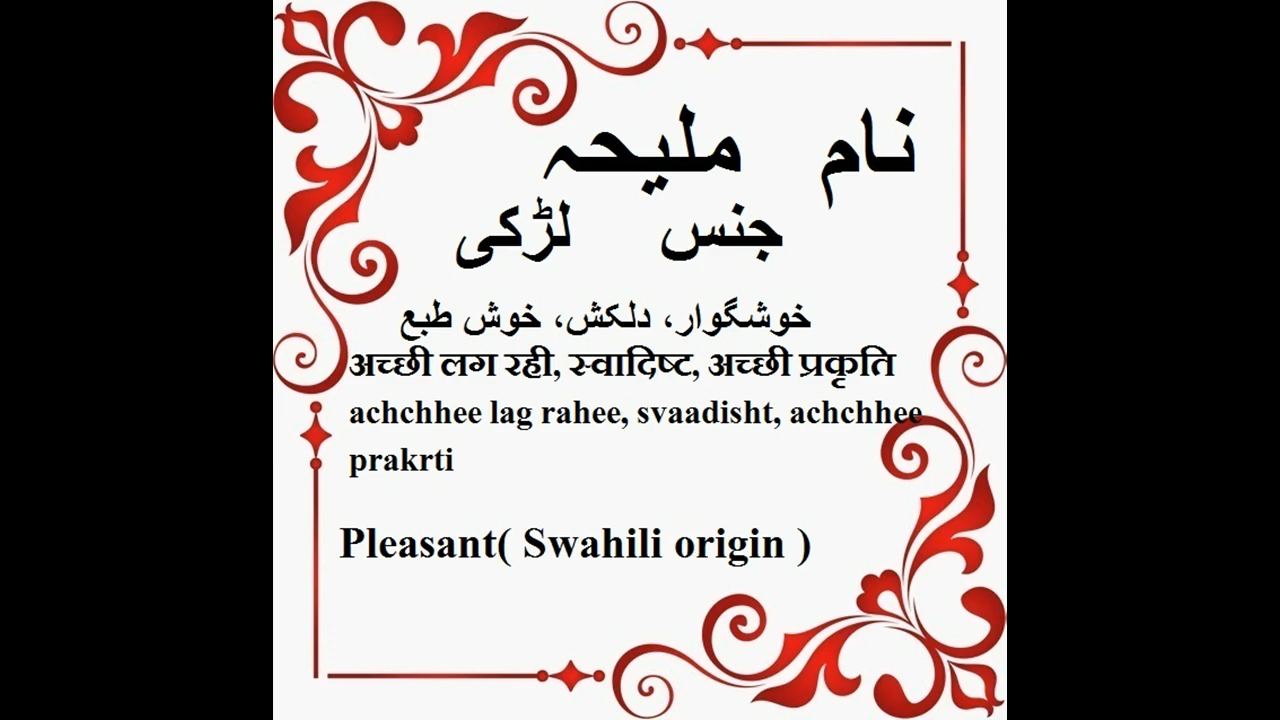 نام ملیحہ
جنس لڑکی
خوشگوار، دلکش، خوش طبع
अच्छी लग रही, स्वादिष्ट, अच्छी प्रकृति
achchhee lag rahee, svaadisht, achchhee
prakrti
Pleasant( Swahili origin )